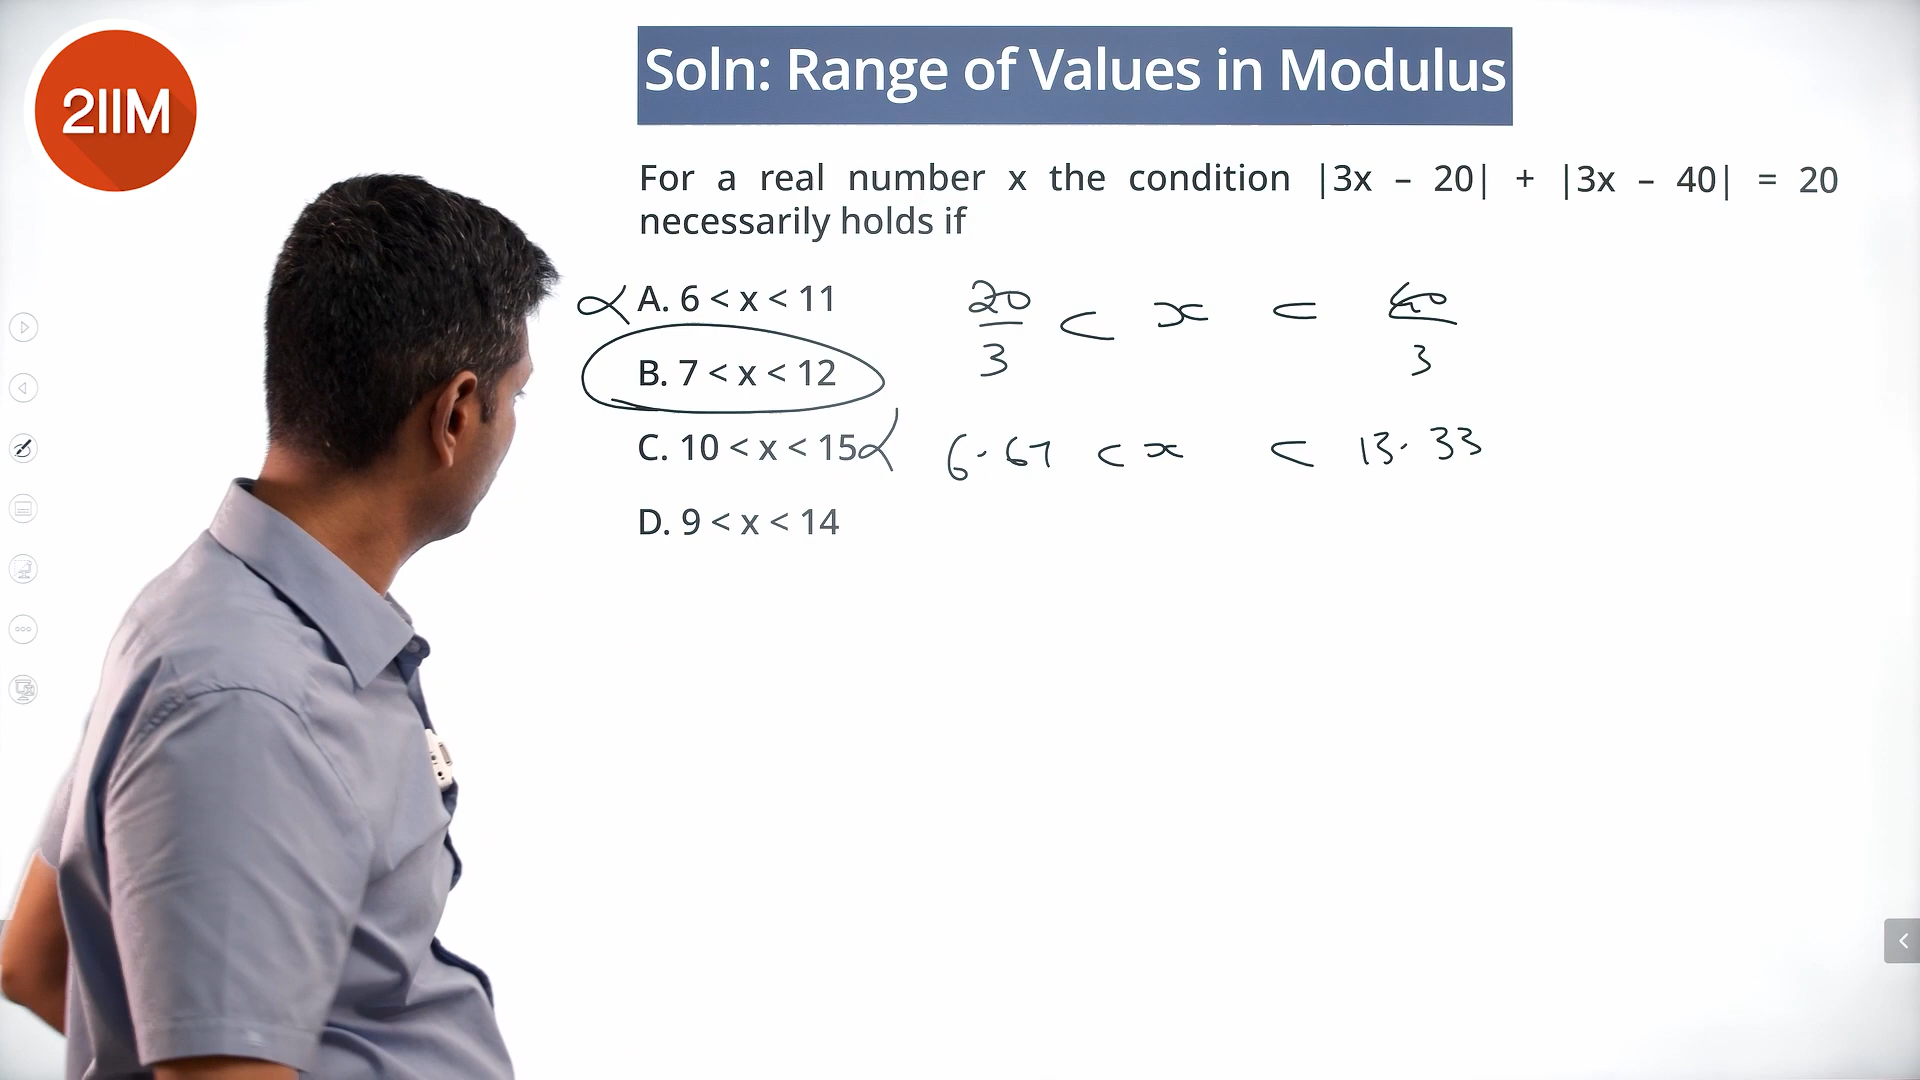 2IIM
Soln: Range of Values in Modulus
For a real number x the condition |3x – 20| + |3x – 40| = 20
necessarily holds if
A. 6 < x < 11
B. 7 < x < 12
C. 10 < x < 15
D. 9 < x < 14
20/3 < x < 40/3
6.67 < x < 13.33